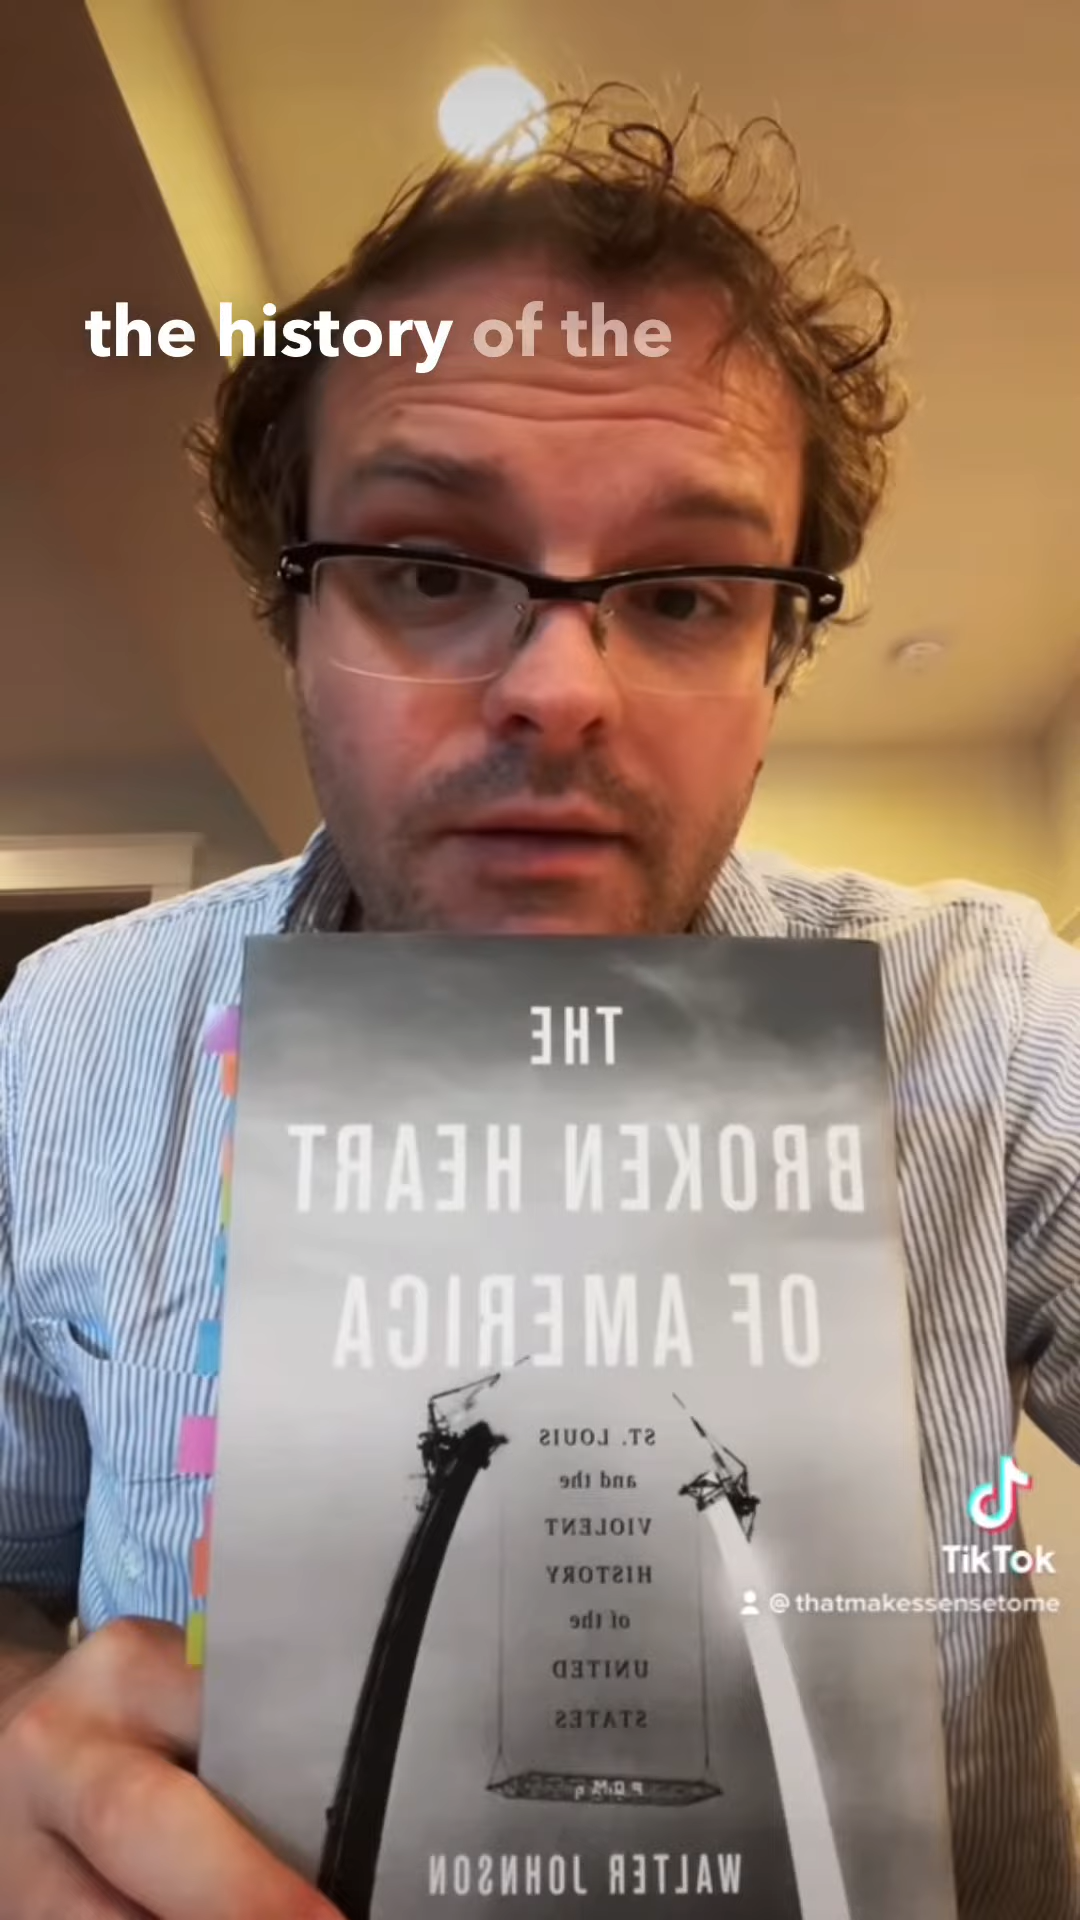 the history of the
THE
BROKEN HEART
OF AMERICA
ST. LOUIS
and the
VIOLENT
HISTORY
of the
UNITED
STATES
WALTER JOHNSON
TikTok
@thatmakessensetome